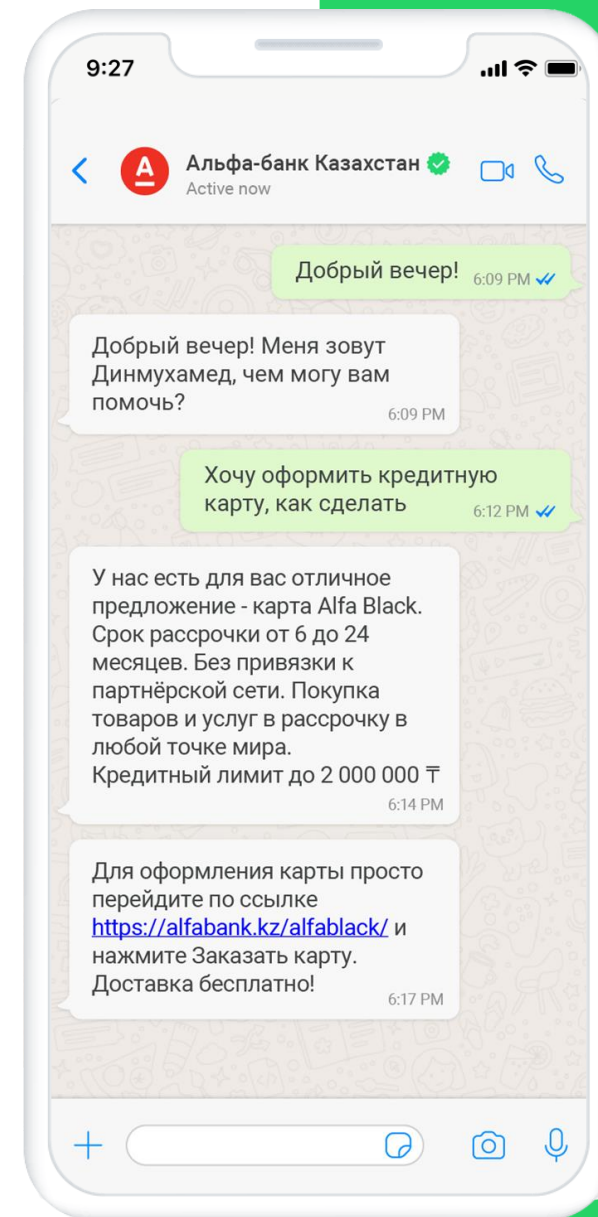 9:27
А
Альфа-банк Казахстан
Active now
Добрый вечер!
6:09 PM
Добрый вечер! Меня зовут
Динмухамед, чем могу вам
помочь?
6:09 PM
Хочу оформить кредитную
карту, как сделать
6:12 PM
У нас есть для вас отличное
предложение - карта Alfa Black.
Срок рассрочки от 6 до 24
месяцев. Без привязки к
партнёрской сети. Покупка
товаров и услуг в рассрочку в
любой точке мира.
Кредитный лимит до 2 000 000 ₸
6:14 PM
Для оформления карты просто
перейдите по ссылке
https://alfabank.kz/alfablack/ и
нажмите Заказать карту.
Доставка бесплатно!
6:17 PM